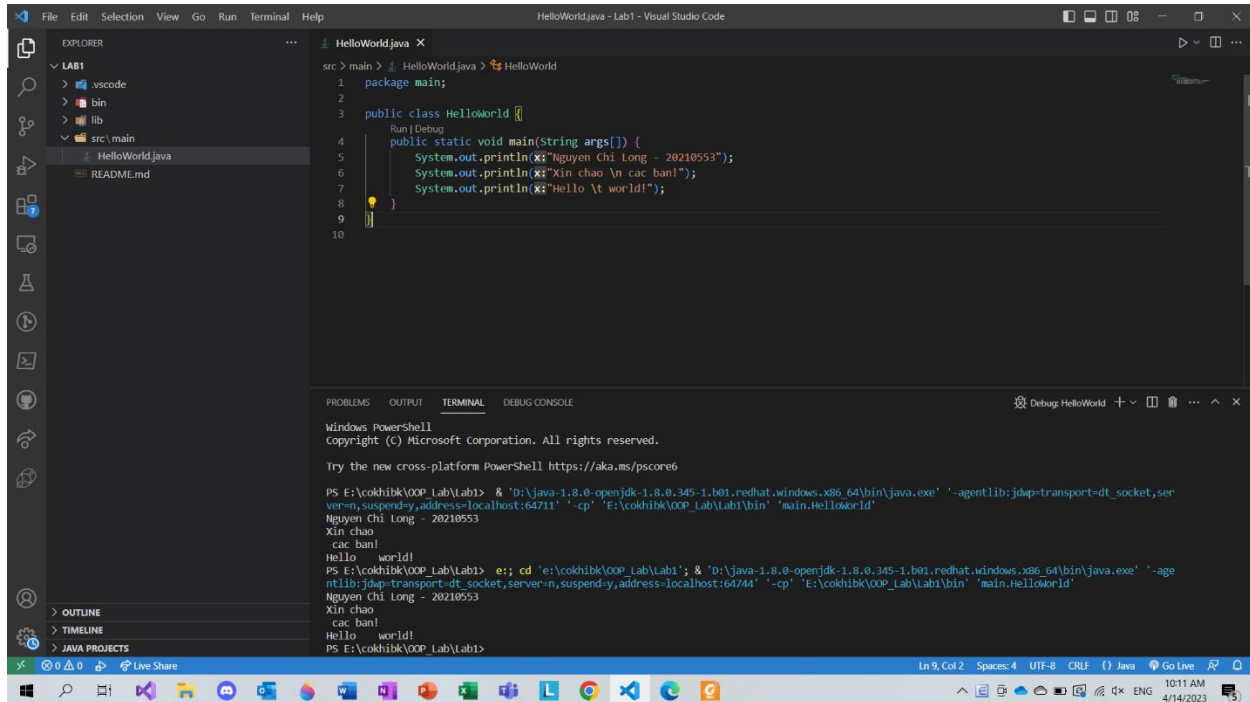 File Edit Selection View Go Run Terminal Help
HelloWorld.java - Lab1 - Visual Studio Code
EXPLORER
LAB1
.vscode
bin
lib
src\main
HelloWorld.java
README.md
OUTLINE
TIMELINE
JAVA PROJECTS
HelloWorld.java
src > main > HelloWorld.java > HelloWorld
1 package main;
2
3 public class HelloWorld {
Run | Debug
4 public static void main(String args[]) {
5 System.out.println(x:"Nguyen Chi Long - 20210553");
6 System.out.println(x:"Xin chao \n cac ban!");
7 System.out.println(x:"Hello \t world!");
8 }
9 }
10
PROBLEMS OUTPUT TERMINAL DEBUG CONSOLE
Debug: HelloWorld
Windows PowerShell
Copyright (C) Microsoft Corporation. All rights reserved.
Try the new cross-platform PowerShell https://aka.ms/pscore6
PS E:\cokhibk\OOP_Lab\Lab1> & 'D:\java-1.8.0-openjdk-1.8.0.345-1.b01.redhat.windows.x86_64\bin\java.exe' '-agentlib:jdwp=transport=dt_socket,ser
ver=n,suspend=y,address=localhost:64711' '-cp' 'E:\cokhibk\OOP_Lab\Lab1\bin' 'main.HelloWorld'
Nguyen Chi Long - 20210553
Xin chao
cac ban!
Hello world!
PS E:\cokhibk\OOP_Lab\Lab1> e:; cd 'e:\cokhibk\OOP_Lab\Lab1'; & 'D:\java-1.8.0-openjdk-1.8.0.345-1.b01.redhat.windows.x86_64\bin\java.exe' '-age
ntlib:jdwp=transport=dt_socket,server=n,suspend=y,address=localhost:64744' '-cp' 'E:\cokhibk\OOP_Lab\Lab1\bin' 'main.HelloWorld'
Nguyen Chi Long - 20210553
Xin chao
cac ban!
Hello world!
PS E:\cokhibk\OOP_Lab\Lab1>
0 0 Live Share
Ln 9, Col 2 Spaces: 4 UTF-8 CRLF {} Java Go Live
ENG
10:11 AM
4/14/2023